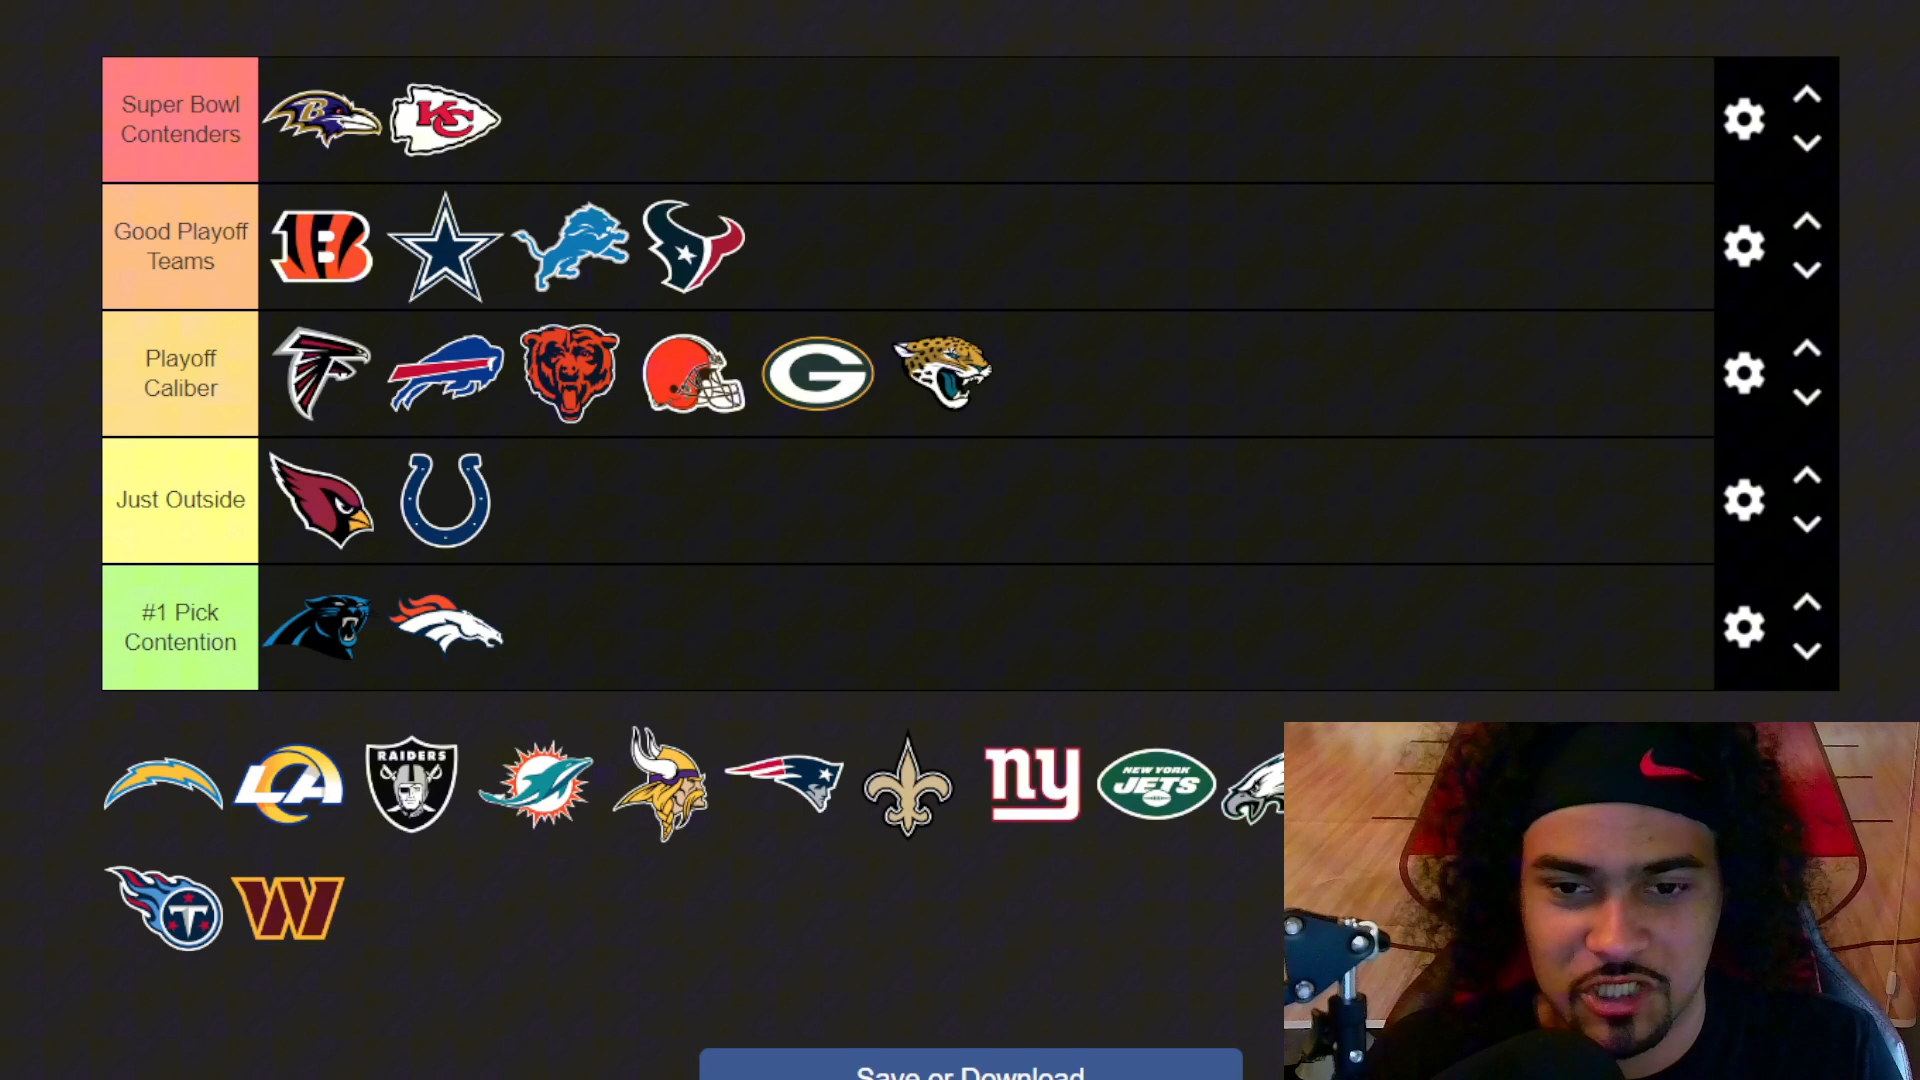 Super Bowl
Contenders
KC
Good Playoff
Teams
B
Playoff
Caliber
G
Just Outside
#1 Pick
Contention
LA
RAIDERS
ny
NEW YORK
JETS
T
W
Save or Download